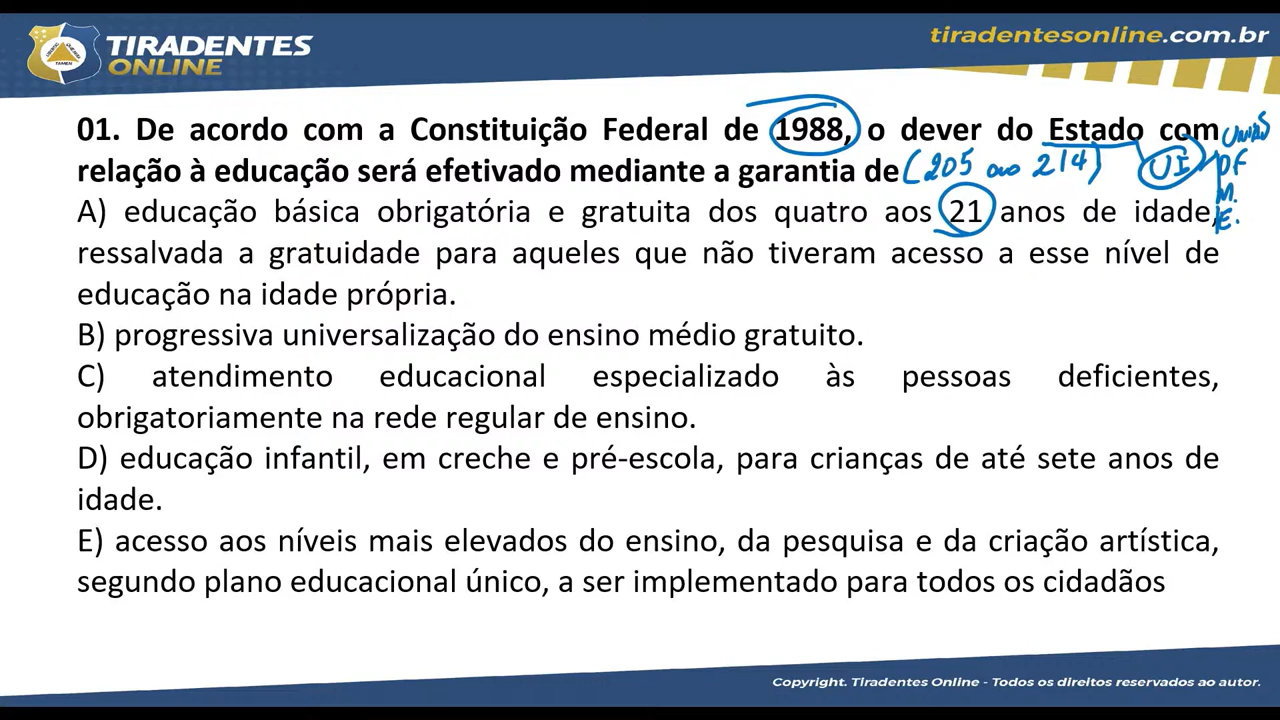 TIRADENTES
ONLINE
tiradentesonline.com.br
01. De acordo com a Constituição Federal de 1988, o dever do Estado com
relação à educação será efetivado mediante a garantia de (205 ao 214)
UI
DF
M.
E.
A) educação básica obrigatória e gratuita dos quatro aos 21 anos de idade,
ressalvada a gratuidade para aqueles que não tiveram acesso a esse nível de
educação na idade própria.
B) progressiva universalização do ensino médio gratuito.
C) atendimento educacional especializado às pessoas deficientes,
obrigatoriamente na rede regular de ensino.
D) educação infantil, em creche e pré-escola, para crianças de até sete anos de
idade.
E) acesso aos níveis mais elevados do ensino, da pesquisa e da criação artística,
segundo plano educacional único, a ser implementado para todos os cidadãos
Copyright. Tiradentes Online - Todos os direitos reservados ao autor.